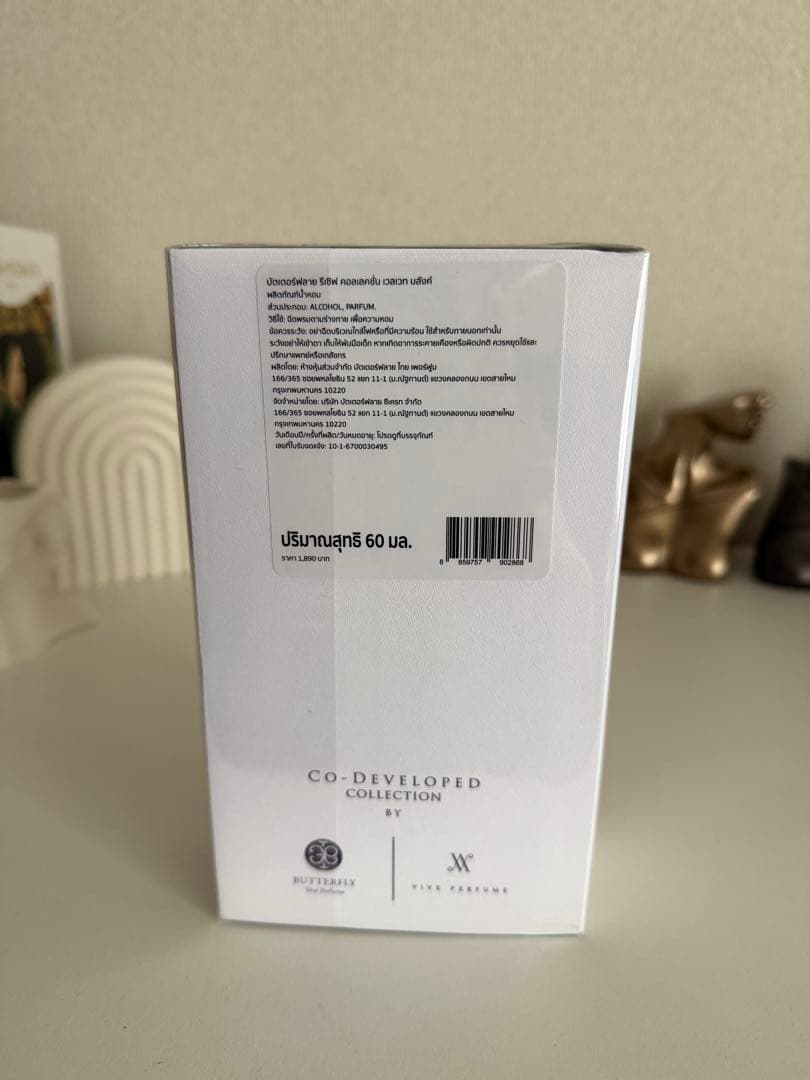 บัตเตอร์ฟลาย รีเชิฟ คอลเลคชั่น เวลเวท บลังค์
ผลิตภัณฑ์น้ำหอม
ส่วนประกอบ: ALCOHOL, PARFUM.
วิธีใช้: ฉีดพรมตามร่างกาย เพื่อความหอม
ข้อควรระวัง: อย่าฉีดบริเวณใกล้ไฟหรือที่มีความร้อน ใช้สำหรับภายนอกเท่านั้น
ระวังอย่าให้เข้าตา เก็บให้พ้นมือเด็ก หากเกิดอาการระคายเคืองหรือผิดปกติ ควรหยุดใช้และ
ปรึกษาแพทย์หรือเภสัชกร
ผลิตโดย: ห้างหุ้นส่วนจำกัด บัตเตอร์ฟลาย ไทย เพอร์ฟูม
166/365 ซอยพหลโยธิน 52 แยก 11-1 (ม.ณัฐกานต์) แขวงคลองถนน เขตสายไหม
กรุงเทพมหานคร 10220
จัดจำหน่ายโดย: บริษัท บัตเตอร์ฟลาย ซีเครท จำกัด
166/365 ซอยพหลโยธิน 52 แยก 11-1 (ม.ณัฐกานต์) แขวงคลองถนน เขตสายไหม
กรุงเทพมหานคร 10220
วันเดือนปี/ครั้งที่ผลิต/วันหมดอายุ: โปรดดูที่บรรจุภัณฑ์
เลขที่ใบรับจดแจ้ง: 10-1-6700030495
ปริมาณสุทธิ 60 มล.
ราคา 1,890 บาท
8 859757 902868
CO-DEVELOPED
COLLECTION
BY
BUTTERFLY
Thai Perfume
VIVE PERFUME